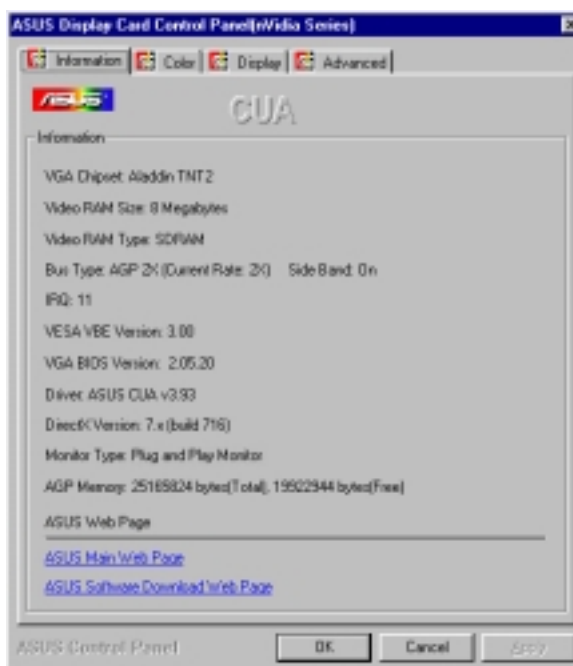 ASUS Display Card Control Panel(nVidia Series)
Information Color Display Advanced
ASUS
CUA
Information
VGA Chipset: Aladdin TNT2
Video RAM Size: 8 Megabytes
Video RAM Type: SDRAM
Bus Type: AGP 2X (Current Rate: 2X) Side Band: On
IRQ: 11
VESA VBE Version: 3.00
VGA BIOS Version: 2.05.20
Driver: ASUS CUA v3.93
DirectX Version: 7.x (build 716)
Monitor Type: Plug and Play Monitor
AGP Memory: 25165824 bytes(Total), 19922944 bytes(Free)
ASUS Web Page
ASUS Main Web Page
ASUS Software Download Web Page
ASUS Control Panel OK Cancel Apply